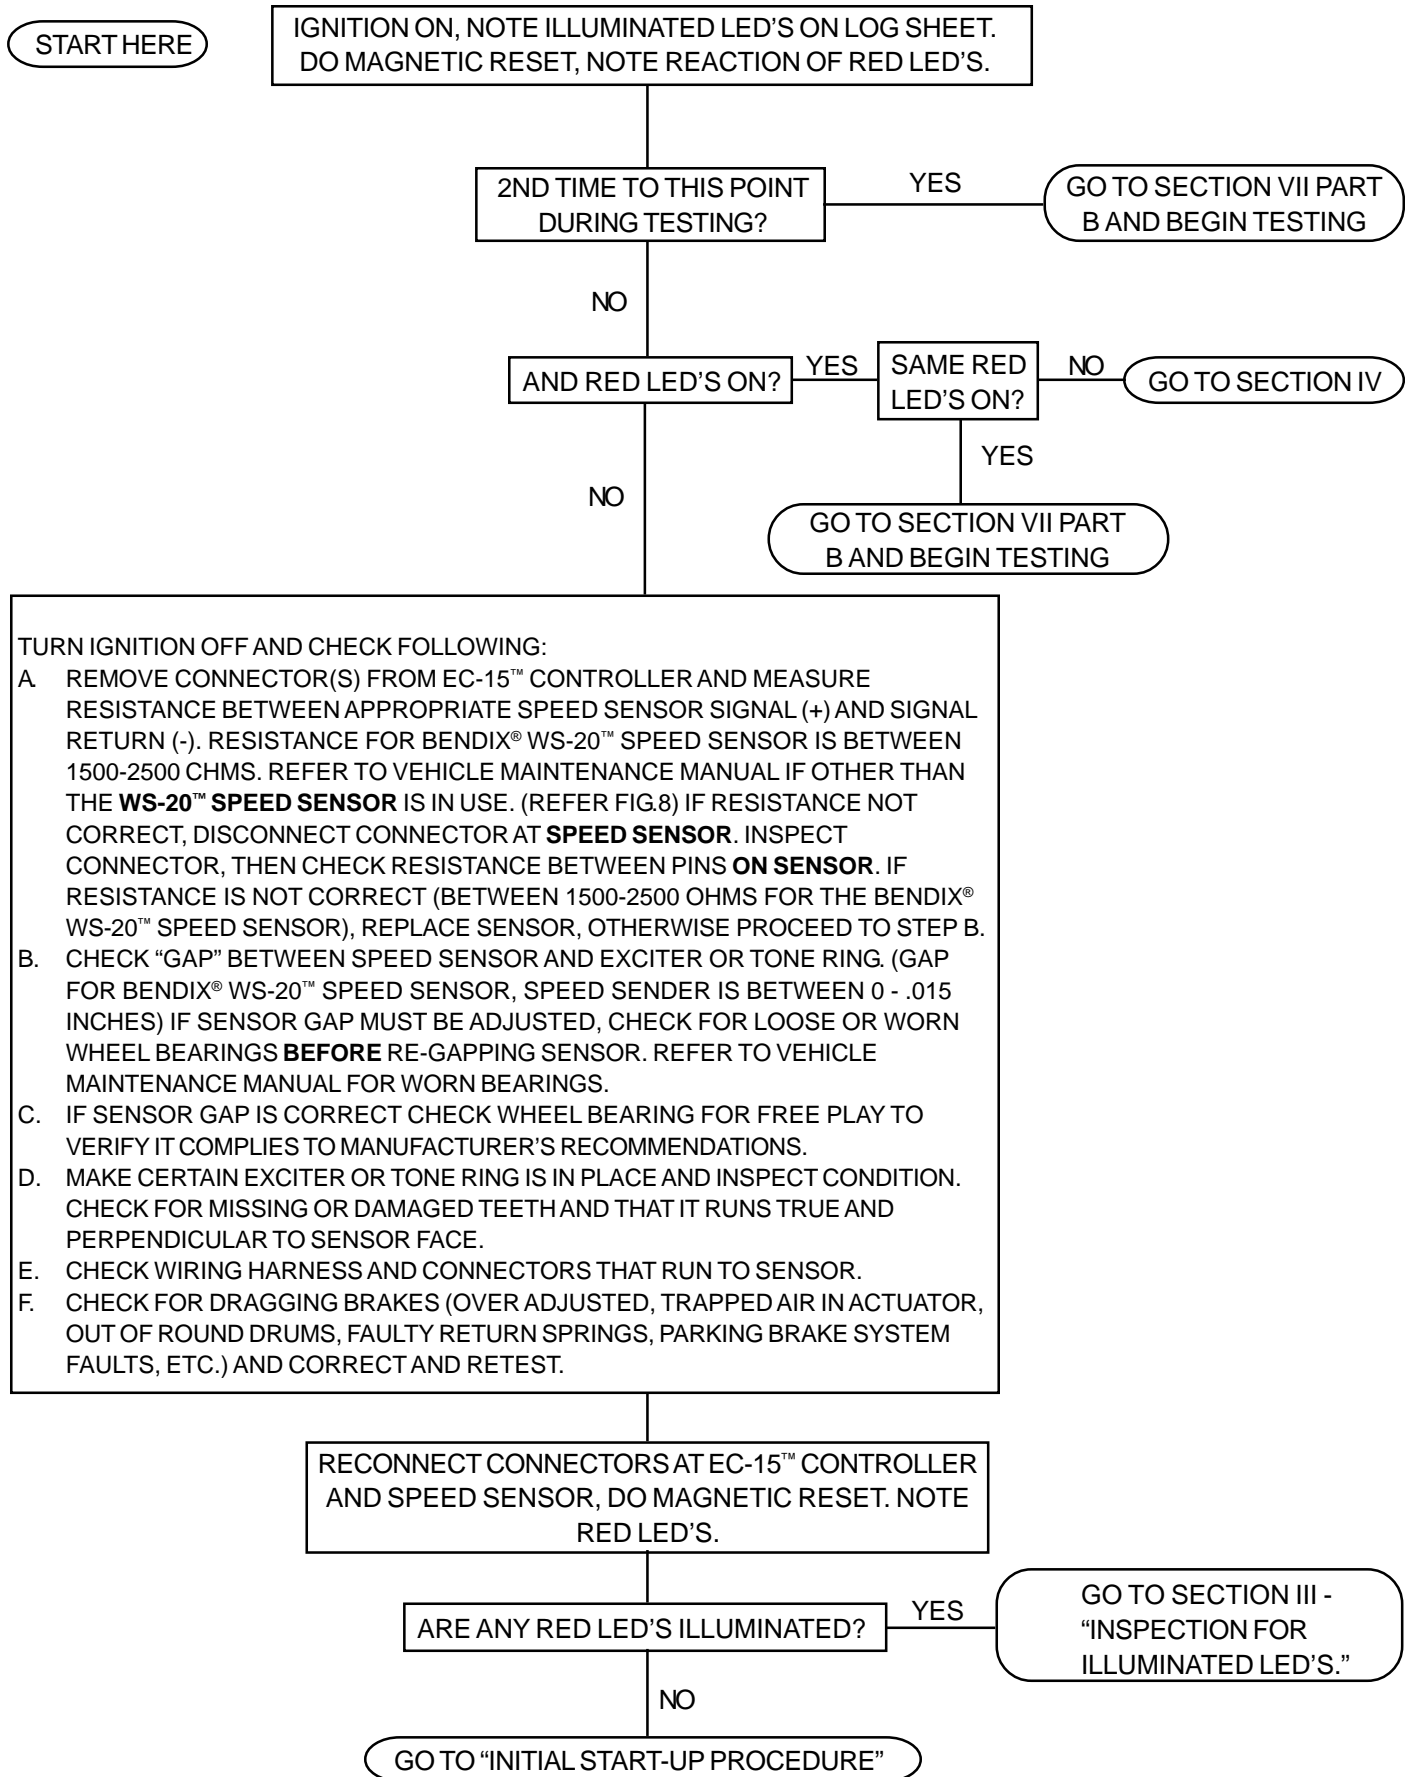 START HERE
IGNITION ON, NOTE ILLUMINATED LED'S ON LOG SHEET.
DO MAGNETIC RESET, NOTE REACTION OF RED LED'S.
2ND TIME TO THIS POINT
DURING TESTING?
YES
GO TO SECTION VII PART
B AND BEGIN TESTING
NO
AND RED LED'S ON?
YES
SAME RED
LED'S ON?
NO
GO TO SECTION IV
YES
GO TO SECTION VII PART
B AND BEGIN TESTING
NO
TURN IGNITION OFF AND CHECK FOLLOWING:
A. REMOVE CONNECTOR(S) FROM EC-15™ CONTROLLER AND MEASURE
RESISTANCE BETWEEN APPROPRIATE SPEED SENSOR SIGNAL (+) AND SIGNAL
RETURN (-). RESISTANCE FOR BENDIX® WS-20™ SPEED SENSOR IS BETWEEN
1500-2500 CHMS. REFER TO VEHICLE MAINTENANCE MANUAL IF OTHER THAN
THE WS-20™ SPEED SENSOR IS IN USE. (REFER FIG.8) IF RESISTANCE NOT
CORRECT, DISCONNECT CONNECTOR AT SPEED SENSOR. INSPECT
CONNECTOR, THEN CHECK RESISTANCE BETWEEN PINS ON SENSOR. IF
RESISTANCE IS NOT CORRECT (BETWEEN 1500-2500 OHMS FOR THE BENDIX®
WS-20™ SPEED SENSOR), REPLACE SENSOR, OTHERWISE PROCEED TO STEP B.
B. CHECK “GAP” BETWEEN SPEED SENSOR AND EXCITER OR TONE RING. (GAP
FOR BENDIX® WS-20™ SPEED SENSOR, SPEED SENDER IS BETWEEN 0 - .015
INCHES) IF SENSOR GAP MUST BE ADJUSTED, CHECK FOR LOOSE OR WORN
WHEEL BEARINGS BEFORE RE-GAPPING SENSOR. REFER TO VEHICLE
MAINTENANCE MANUAL FOR WORN BEARINGS.
C. IF SENSOR GAP IS CORRECT CHECK WHEEL BEARING FOR FREE PLAY TO
VERIFY IT COMPLIES TO MANUFACTURER'S RECOMMENDATIONS.
D. MAKE CERTAIN EXCITER OR TONE RING IS IN PLACE AND INSPECT CONDITION.
CHECK FOR MISSING OR DAMAGED TEETH AND THAT IT RUNS TRUE AND
PERPENDICULAR TO SENSOR FACE.
E. CHECK WIRING HARNESS AND CONNECTORS THAT RUN TO SENSOR.
F. CHECK FOR DRAGGING BRAKES (OVER ADJUSTED, TRAPPED AIR IN ACTUATOR,
OUT OF ROUND DRUMS, FAULTY RETURN SPRINGS, PARKING BRAKE SYSTEM
FAULTS, ETC.) AND CORRECT AND RETEST.
RECONNECT CONNECTORS AT EC-15™ CONTROLLER
AND SPEED SENSOR, DO MAGNETIC RESET. NOTE
RED LED'S.
ARE ANY RED LED'S ILLUMINATED?
YES
GO TO SECTION III -
“INSPECTION FOR
ILLUMINATED LED'S.”
NO
GO TO “INITIAL START-UP PROCEDURE”